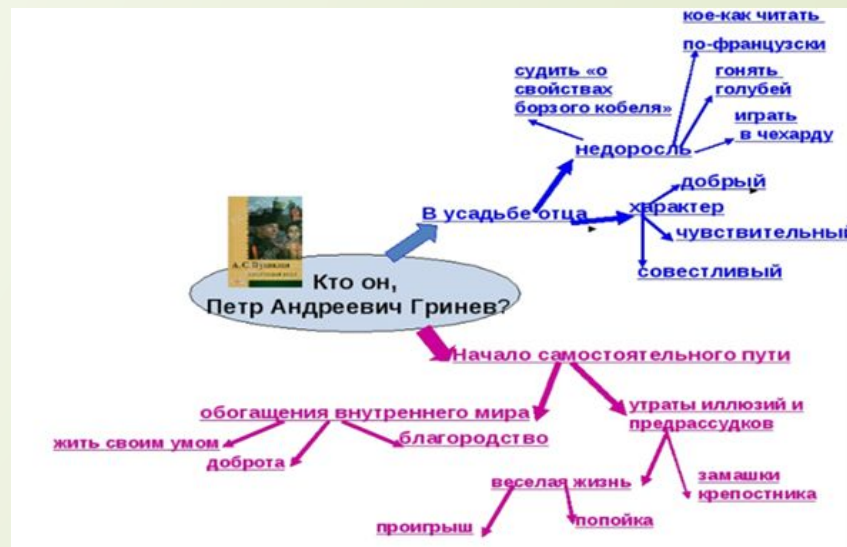 кое-как читать
по-французски
судить «о
свойствах
борзого кобеля»
гонять
голубей
играть
в чехарду
недоросль
добрый
В усадьбе отца
характер
чувствительный
совестливый
А. С. Пушкин
Кто он,
Петр Андреевич Гринев?
Начало самостоятельного пути
обогащения внутреннего мира
утраты иллюзий и
предрассудков
жить своим умом
благородство
доброта
веселая жизнь
замашки
крепостника
проигрыш
попойка